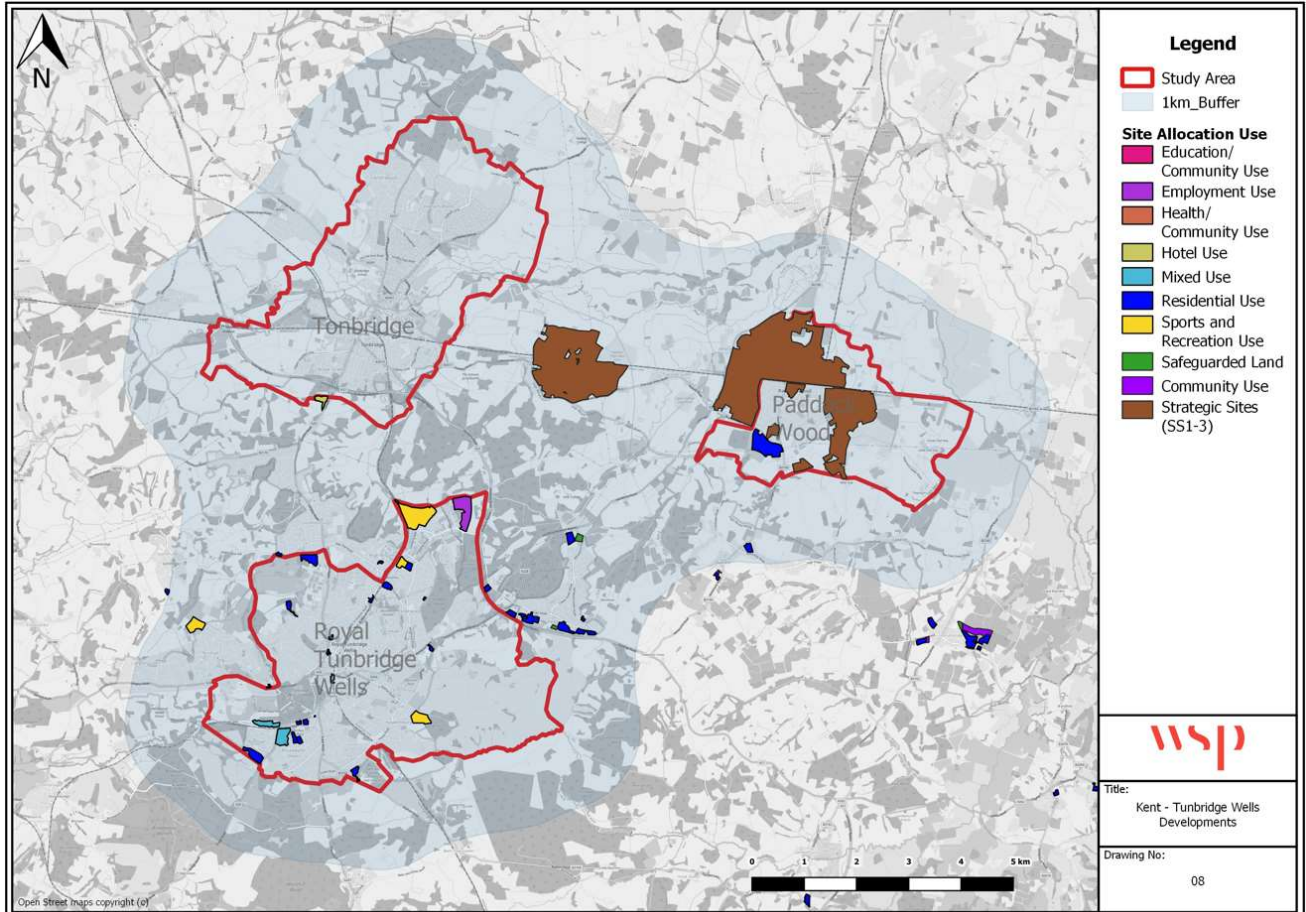 N
Tonbridge
Paddock
Wood
Royal
Tunbridge
Wells
0 1 2 3 4 5 km
Open Street maps copyright (c)
Legend
Study Area
1km_Buffer
Site Allocation Use
Education/
Community Use
Employment Use
Health/
Community Use
Hotel Use
Mixed Use
Residential Use
Sports and
Recreation Use
Safeguarded Land
Community Use
Strategic Sites
(SS1-3)
wsp
Title:
Kent - Tunbridge Wells
Developments
Drawing No:
08